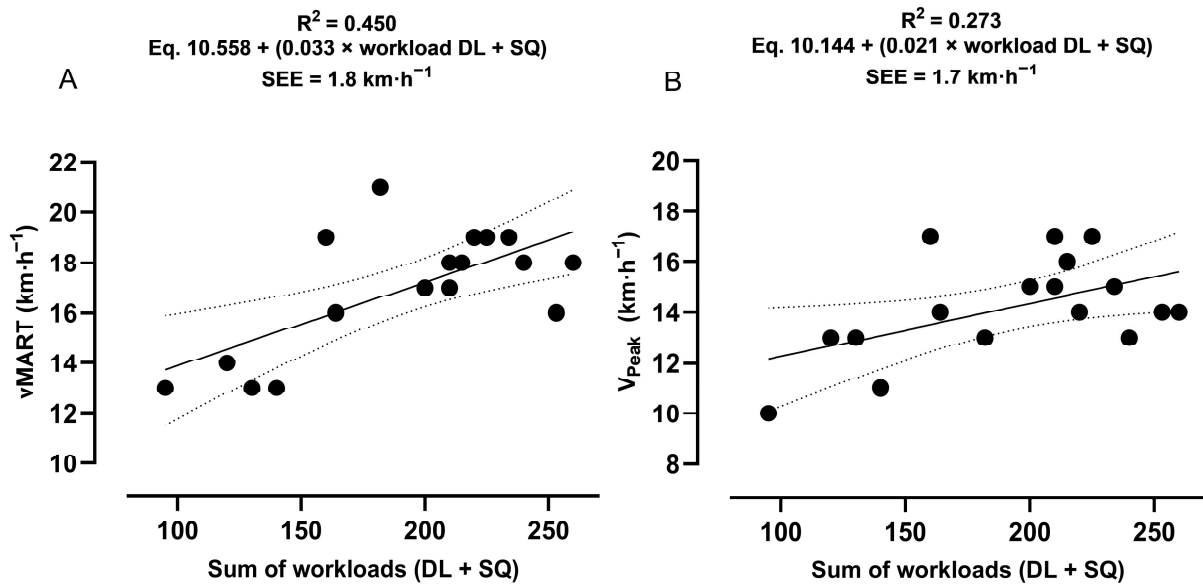 R² = 0.450
Eq. 10.558 + (0.033 × workload DL + SQ)
SEE = 1.8 km·h⁻¹
A
vMART (km·h⁻¹)
22
20
18
16
14
12
10
100 150 200 250
Sum of workloads (DL + SQ)
R² = 0.273
Eq. 10.144 + (0.021 × workload DL + SQ)
SEE = 1.7 km·h⁻¹
B
V_Peak (km·h⁻¹)
20
18
16
14
12
10
8
100 150 200 250
Sum of workloads (DL + SQ)